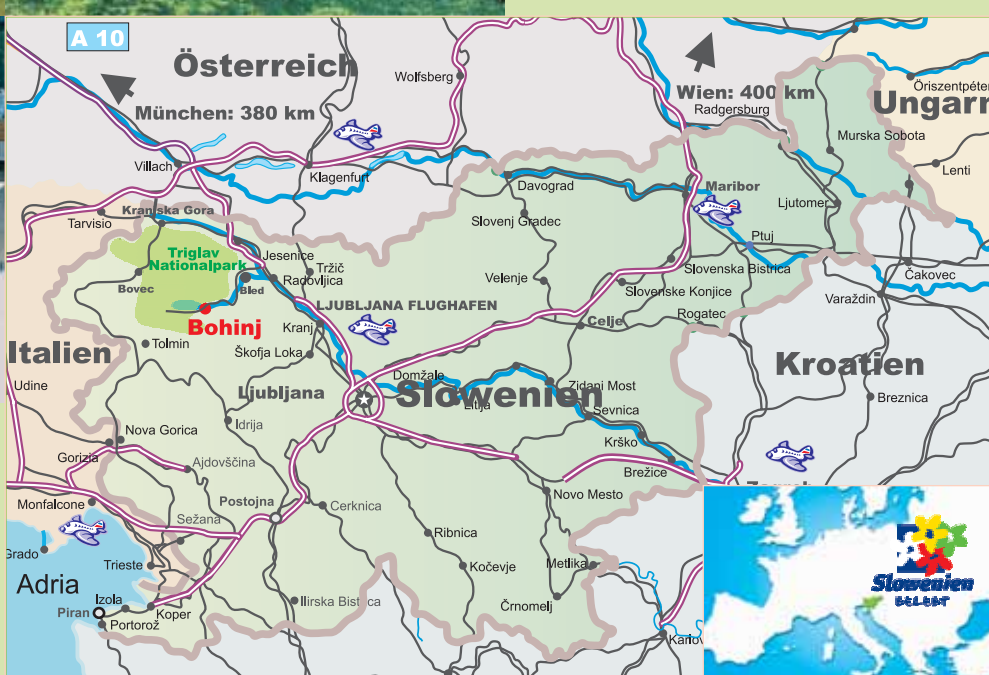 A 10
Österreich
Wolfsberg
München: 380 km
Wien: 400 km
Radgersburg
Öriszentpéter
Ungarn
Murska Sobota
Lenti
Villach
Klagenfurt
Davograd
Maribor
Ljutomer
Tarvisio
Kranjska Gora
Slovenj Gradec
Ptuj
Triglav
Nationalpark
Jesenice
Tržič
Radovljica
Bled
Bovec
Velenje
Slovenska Bistrica
Slovenske Konjice
Čakovec
Varaždin
LJUBLJANA FLUGHAFEN
Rogatec
Bohinj
Kranj
Celje
Italien
Tolmin
Škofja Loka
Kroatien
Udine
Ljubljana
Domžale
Slowenien
Litija
Zidani Most
Breznica
Sevnica
Idrija
Nova Gorica
Krško
Gorizia
Ajdovščina
Brežice
Postojna
Novo Mesto
Monfalcone
Cerknica
Sežana
Ribnica
Grado
Trieste
Kočevje
Metlika
Adria
Izola
Ilirska Bistrica
Črnomelj
Piran
Koper
Portorož
Slowenien
BELEBT